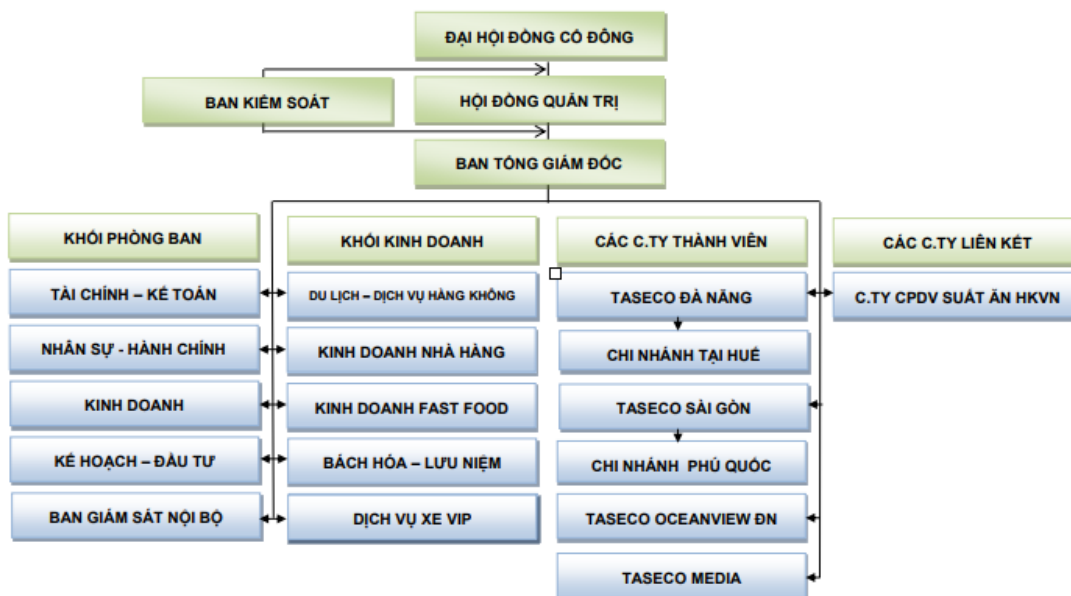 ĐẠI HỘI ĐỒNG CỔ ĐÔNG
BAN KIỂM SOÁT
HỘI ĐỒNG QUẢN TRỊ
BAN TỔNG GIÁM ĐỐC
KHỐI PHÒNG BAN
KHỐI KINH DOANH
CÁC C.TY THÀNH VIÊN
CÁC C.TY LIÊN KẾT
TÀI CHÍNH – KẾ TOÁN
DU LỊCH – DỊCH VỤ HÀNG KHÔNG
TASECO ĐÀ NĂNG
C.TY CPDV SUẤT ĂN HKVN
NHÂN SỰ - HÀNH CHÍNH
KINH DOANH NHÀ HÀNG
CHI NHÁNH TẠI HUẾ
KINH DOANH
KINH DOANH FAST FOOD
TASECO SÀI GÒN
KẾ HOẠCH – ĐẦU TƯ
BÁCH HÓA – LƯU NIỆM
CHI NHÁNH PHÚ QUỐC
BAN GIÁM SÁT NỘI BỘ
DỊCH VỤ XE VIP
TASECO OCEANVIEW ĐN
TASECO MEDIA